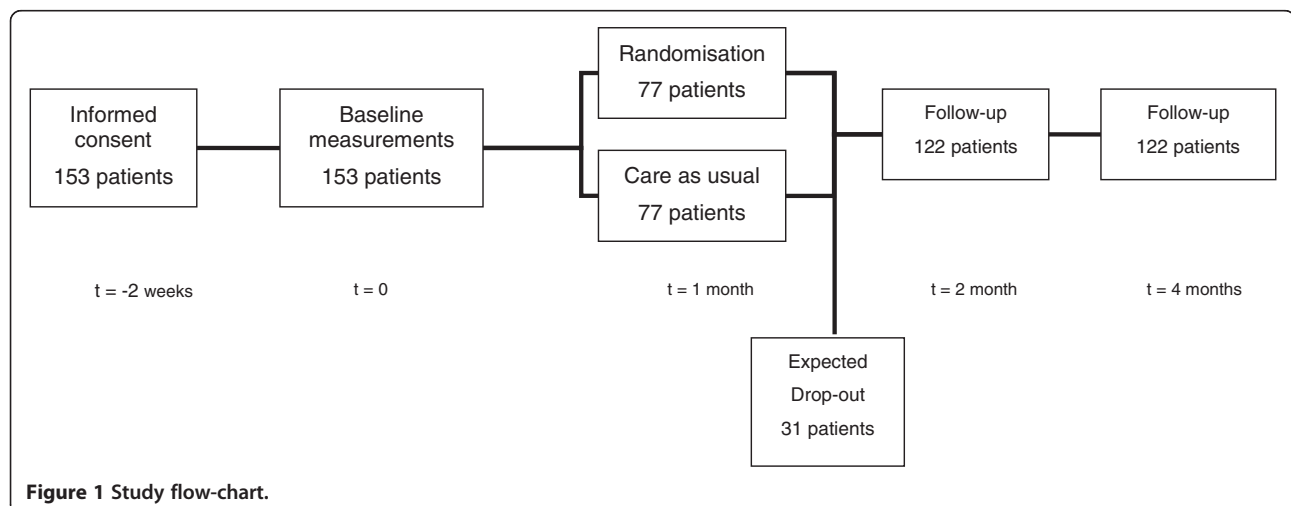 Informed
consent
153 patients
Baseline
measurements
153 patients
Randomisation
77 patients
Care as usual
77 patients
Follow-up
122 patients
Follow-up
122 patients
t = -2 weeks
t = 0
t = 1 month
t = 2 month
t = 4 months
Expected
Drop-out
31 patients
Figure 1 Study flow-chart.